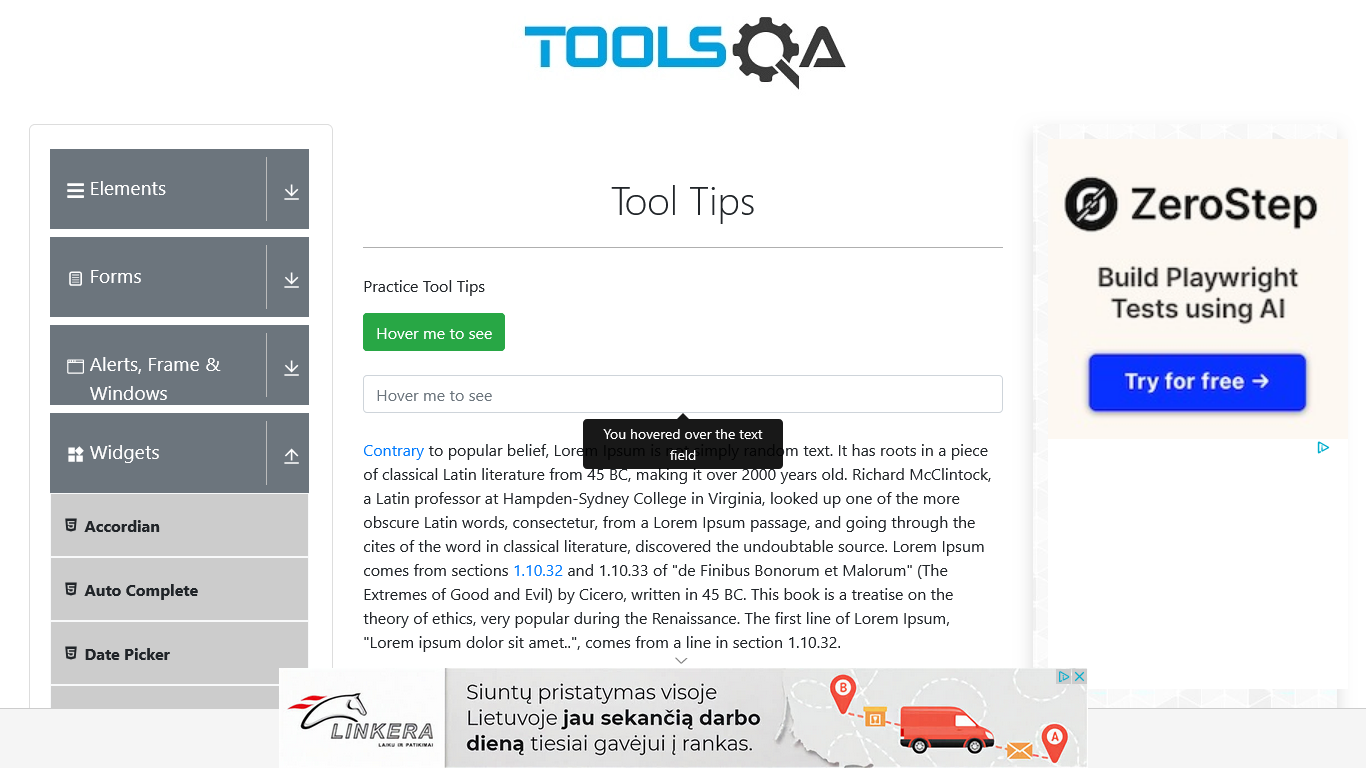 TOOLSQA
Elements
Forms
Alerts, Frame &
Windows
Widgets
Accordian
Auto Complete
Date Picker
Tool Tips
Practice Tool Tips
Hover me to see
Hover me to see
You hovered over the text
field
Contrary to popular belief, Lorem Ipsum is not simply random text. It has roots in a piece
of classical Latin literature from 45 BC, making it over 2000 years old. Richard McClintock,
a Latin professor at Hampden-Sydney College in Virginia, looked up one of the more
obscure Latin words, consectetur, from a Lorem Ipsum passage, and going through the
cites of the word in classical literature, discovered the undoubtable source. Lorem Ipsum
comes from sections 1.10.32 and 1.10.33 of "de Finibus Bonorum et Malorum" (The
Extremes of Good and Evil) by Cicero, written in 45 BC. This book is a treatise on the
theory of ethics, very popular during the Renaissance. The first line of Lorem Ipsum,
"Lorem ipsum dolor sit amet..", comes from a line in section 1.10.32.
ZeroStep
Build Playwright
Tests using AI
Try for free →
LINKERA
LAIKU IR PATIKIMAI
Siuntų pristatymas visoje
Lietuvoje jau sekančią darbo
dieną tiesiai gavėjui į rankas.
B
A